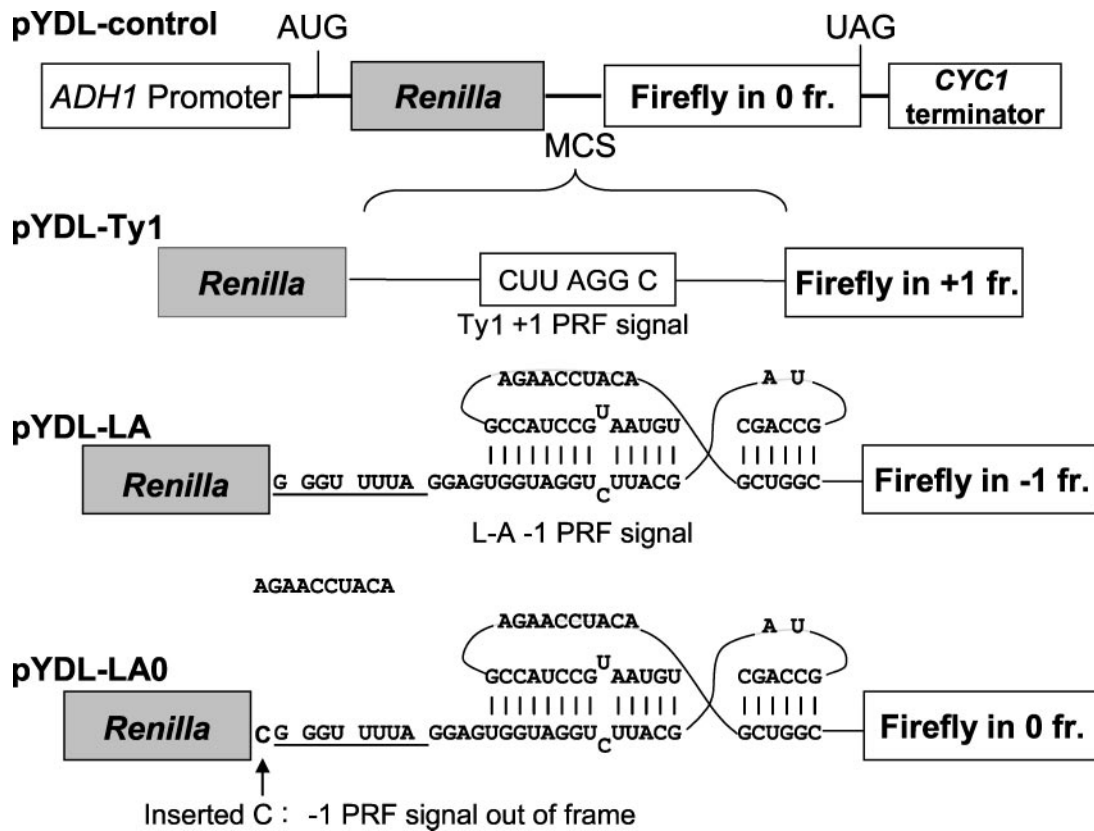 pYDL-control
AUG
UAG
ADH1 Promoter
Renilla
Firefly in 0 fr.
CYC1
terminator
MCS
pYDL-Ty1
Renilla
CUU AGG C
Firefly in +1 fr.
Ty1 +1 PRF signal
AGAACCUACA
A U
pYDL-LA
GCCAUCCG U AAUGU
CGACCG
Renilla
G GGU UUUA GGAGUGGUAGGU C UUACG
GCUGGC
Firefly in -1 fr.
L-A -1 PRF signal
AGAACCUACA
AGAACCUACA
A U
pYDL-LA0
GCCAUCCG U AAUGU
CGACCG
Renilla
CG GGU UUUA GGAGUGGUAGGU C UUACG
GCUGGC
Firefly in 0 fr.
Inserted C : -1 PRF signal out of frame